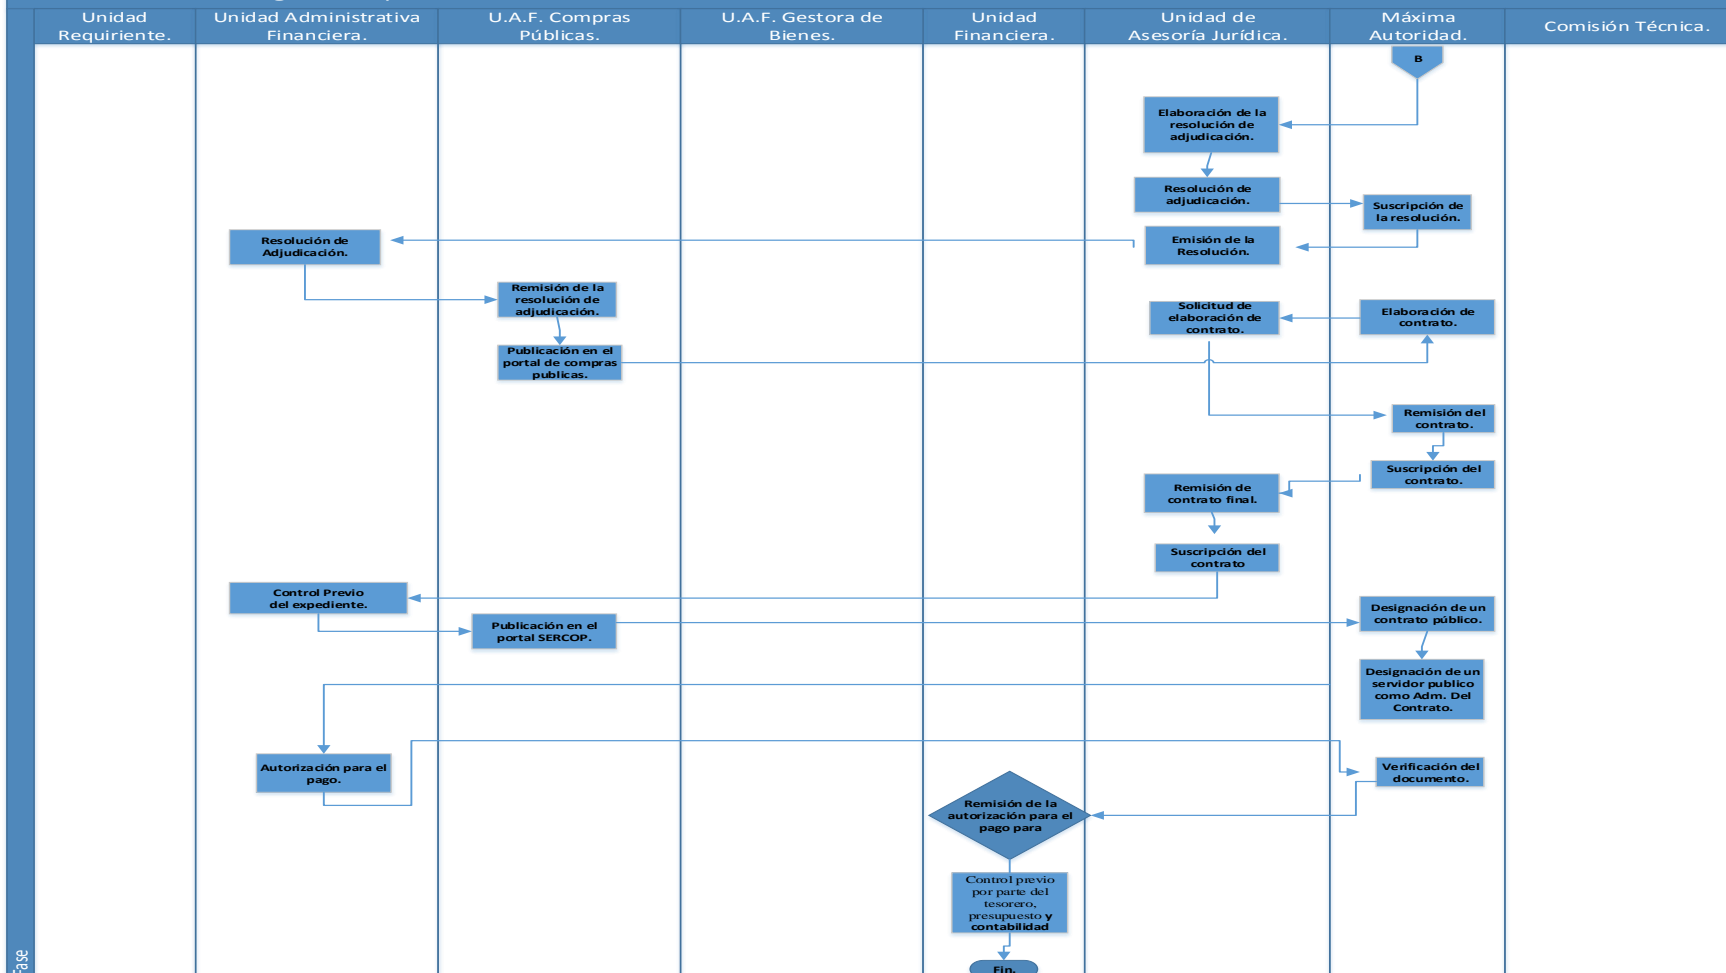 Unidad
Requiriente.
Unidad Administrativa
Financiera.
U.A.F. Compras
Públicas.
U.A.F. Gestora de
Bienes.
Unidad
Financiera.
Unidad de
Asesoría Jurídica.
Máxima
Autoridad.
Comisión Técnica.
B
Elaboración de la
resolución de
adjudicación.
Resolución de
adjudicación.
Suscripción de
la resolución.
Emisión de la
Resolución.
Resolución de
Adjudicación.
Remisión de la
resolución de
adjudicación.
Solicitud de
elaboración de
contrato.
Elaboración de
contrato.
Publicación en el
portal de compras
publicas.
Remisión del
contrato.
Suscripción del
contrato.
Remisión de
contrato final.
Suscripción del
contrato
Control Previo
del expediente.
Publicación en el
portal SERCOP.
Designación de un
contrato público.
Designación de un
servidor publico
como Adm. Del
Contrato.
Autorización para el
pago.
Verificación del
documento.
Remisión de la
autorización para el
pago para
Control previo
por parte del
tesorero,
presupuesto y
contabilidad
Fin.
Fase